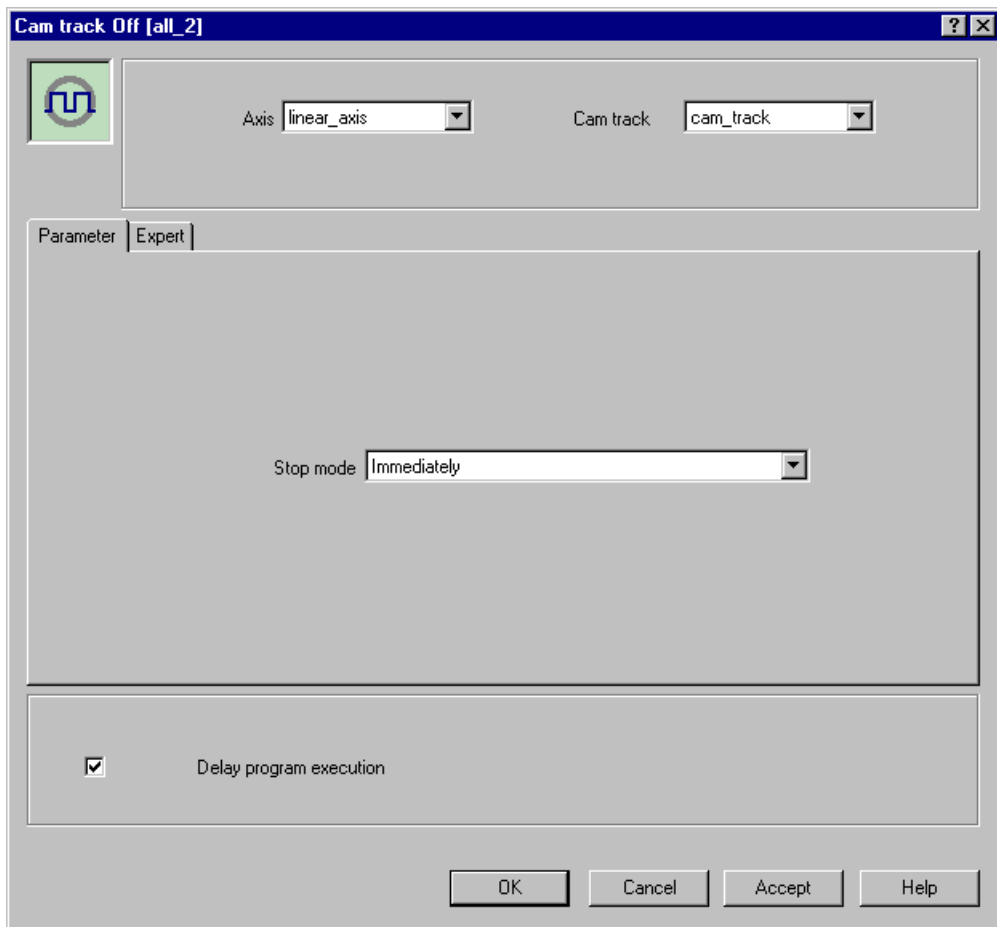 Cam track Off [all_2]
Axis linear_axis Cam track cam_track
Parameter Expert
Stop mode Immediately
Delay program execution
OK Cancel Accept Help